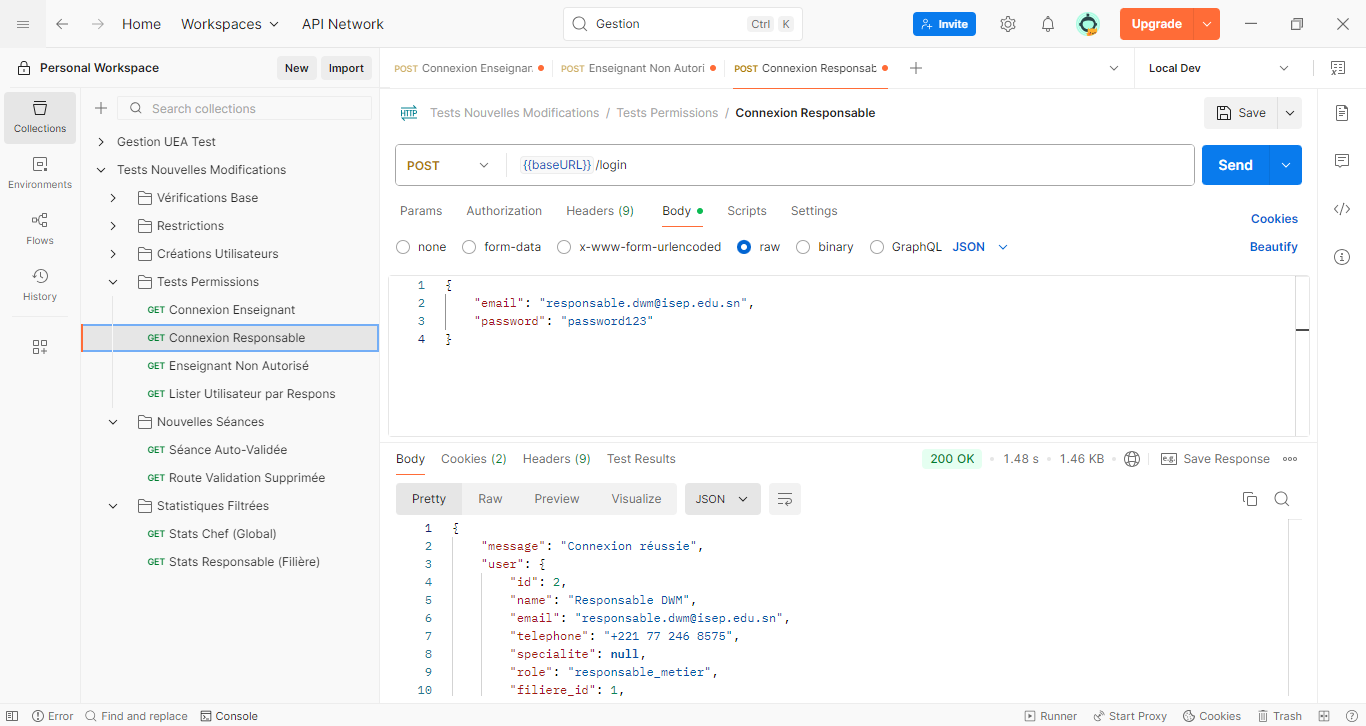 Home Workspaces API Network Gestion Ctrl K Invite Upgrade
Personal Workspace New Import
POST Connexion Enseignan POST Enseignant Non Autori POST Connexion Responsab Local Dev
Collections
Environments
Flows
History
Search collections
Gestion UEA Test
Tests Nouvelles Modifications
Vérifications Base
Restrictions
Créations Utilisateurs
Tests Permissions
GET Connexion Enseignant
GET Connexion Responsable
GET Enseignant Non Autorisé
GET Lister Utilisateur par Respons
Nouvelles Séances
GET Séance Auto-Validée
GET Route Validation Supprimée
Statistiques Filtrées
GET Stats Chef (Global)
GET Stats Responsable (Filière)
HTTP Tests Nouvelles Modifications / Tests Permissions / Connexion Responsable Save
POST {{baseURL}} /login Send
Params Authorization Headers (9) Body Scripts Settings Cookies
none form-data x-www-form-urlencoded raw binary GraphQL JSON Beautify
1 {
2 "email": "responsable.dwm@isep.edu.sn",
3 "password": "password123"
4 }
Body Cookies (2) Headers (9) Test Results 200 OK 1.48 s 1.46 KB e.g. Save Response
Pretty Raw Preview Visualize JSON
1 {
2 "message": "Connexion réussie",
3 "user": {
4 "id": 2,
5 "name": "Responsable DWM",
6 "email": "responsable.dwm@isep.edu.sn",
7 "telephone": "+221 77 246 8575",
8 "specialite": null,
9 "role": "responsable_metier",
10 "filiere_id": 1,
Error Find and replace Console Runner Start Proxy Cookies Trash